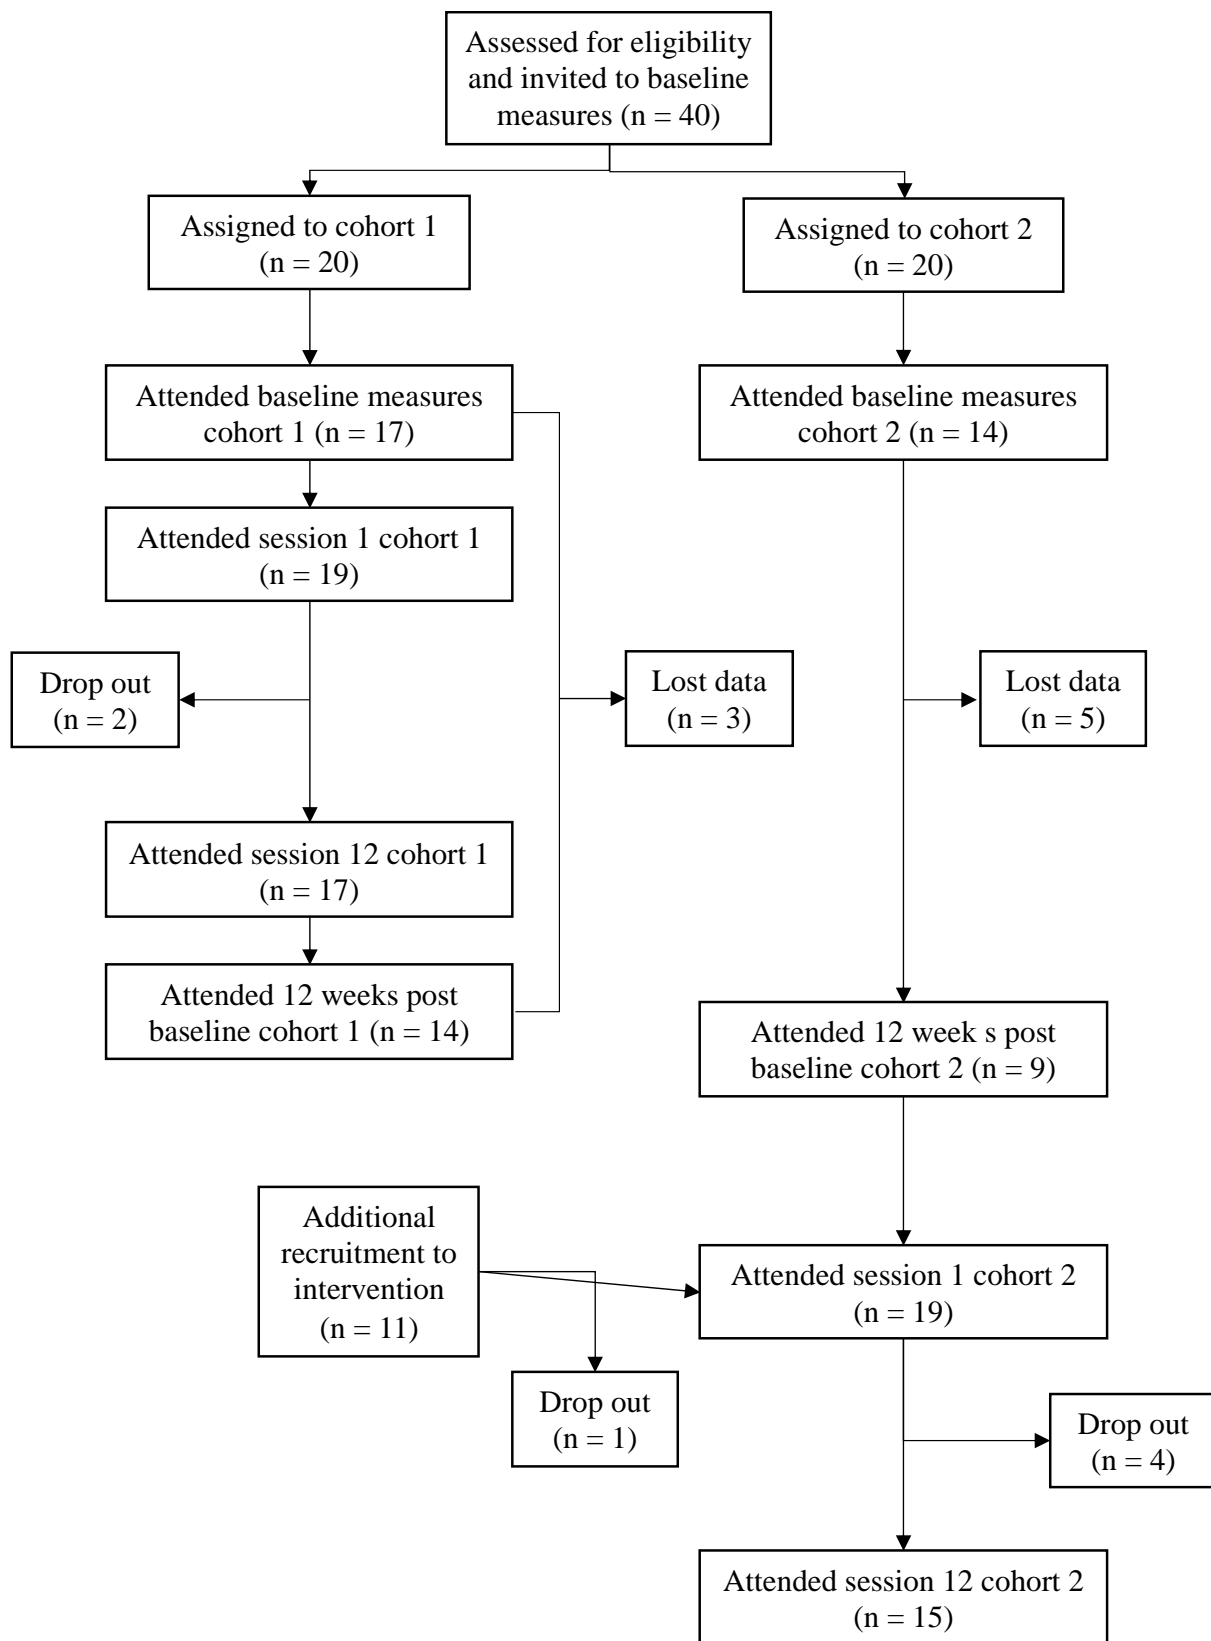 Assessed for eligibility
and invited to baseline
measures (n = 40)
Assigned to cohort 1
(n = 20)
Assigned to cohort 2
(n = 20)
Attended baseline measures
cohort 1 (n = 17)
Attended baseline measures
cohort 2 (n = 14)
Attended session 1 cohort 1
(n = 19)
Drop out
(n = 2)
Lost data
(n = 3)
Lost data
(n = 5)
Attended session 12 cohort 1
(n = 17)
Attended 12 weeks post
baseline cohort 1 (n = 14)
Attended 12 week s post
baseline cohort 2 (n = 9)
Additional
recruitment to
intervention
(n = 11)
Attended session 1 cohort 2
(n = 19)
Drop out
(n = 1)
Drop out
(n = 4)
Attended session 12 cohort 2
(n = 15)